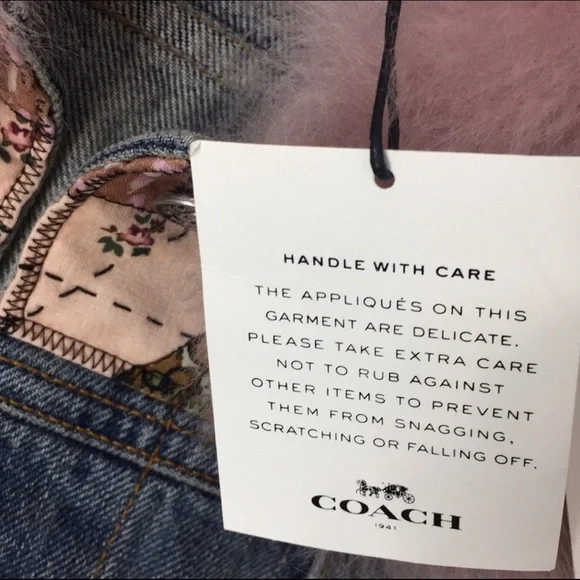 HANDLE WITH CARE
THE APPLIQUÉS ON THIS
GARMENT ARE DELICATE.
PLEASE TAKE EXTRA CARE
NOT TO RUB AGAINST
OTHER ITEMS TO PREVENT
THEM FROM SNAGGING,
SCRATCHING OR FALLING OFF.
COACH
1941